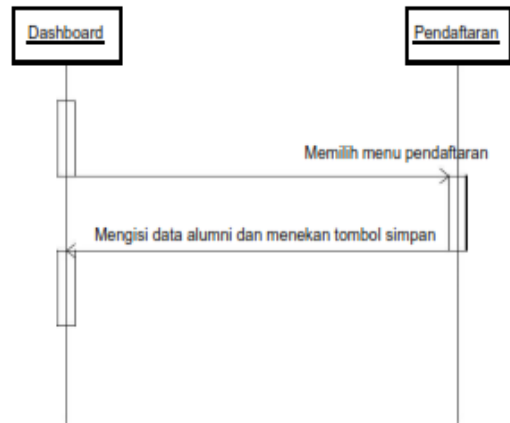 Dashboard
Pendaftaran
Memilih menu pendaftaran
Mengisi data alumni dan menekan tombol simpan